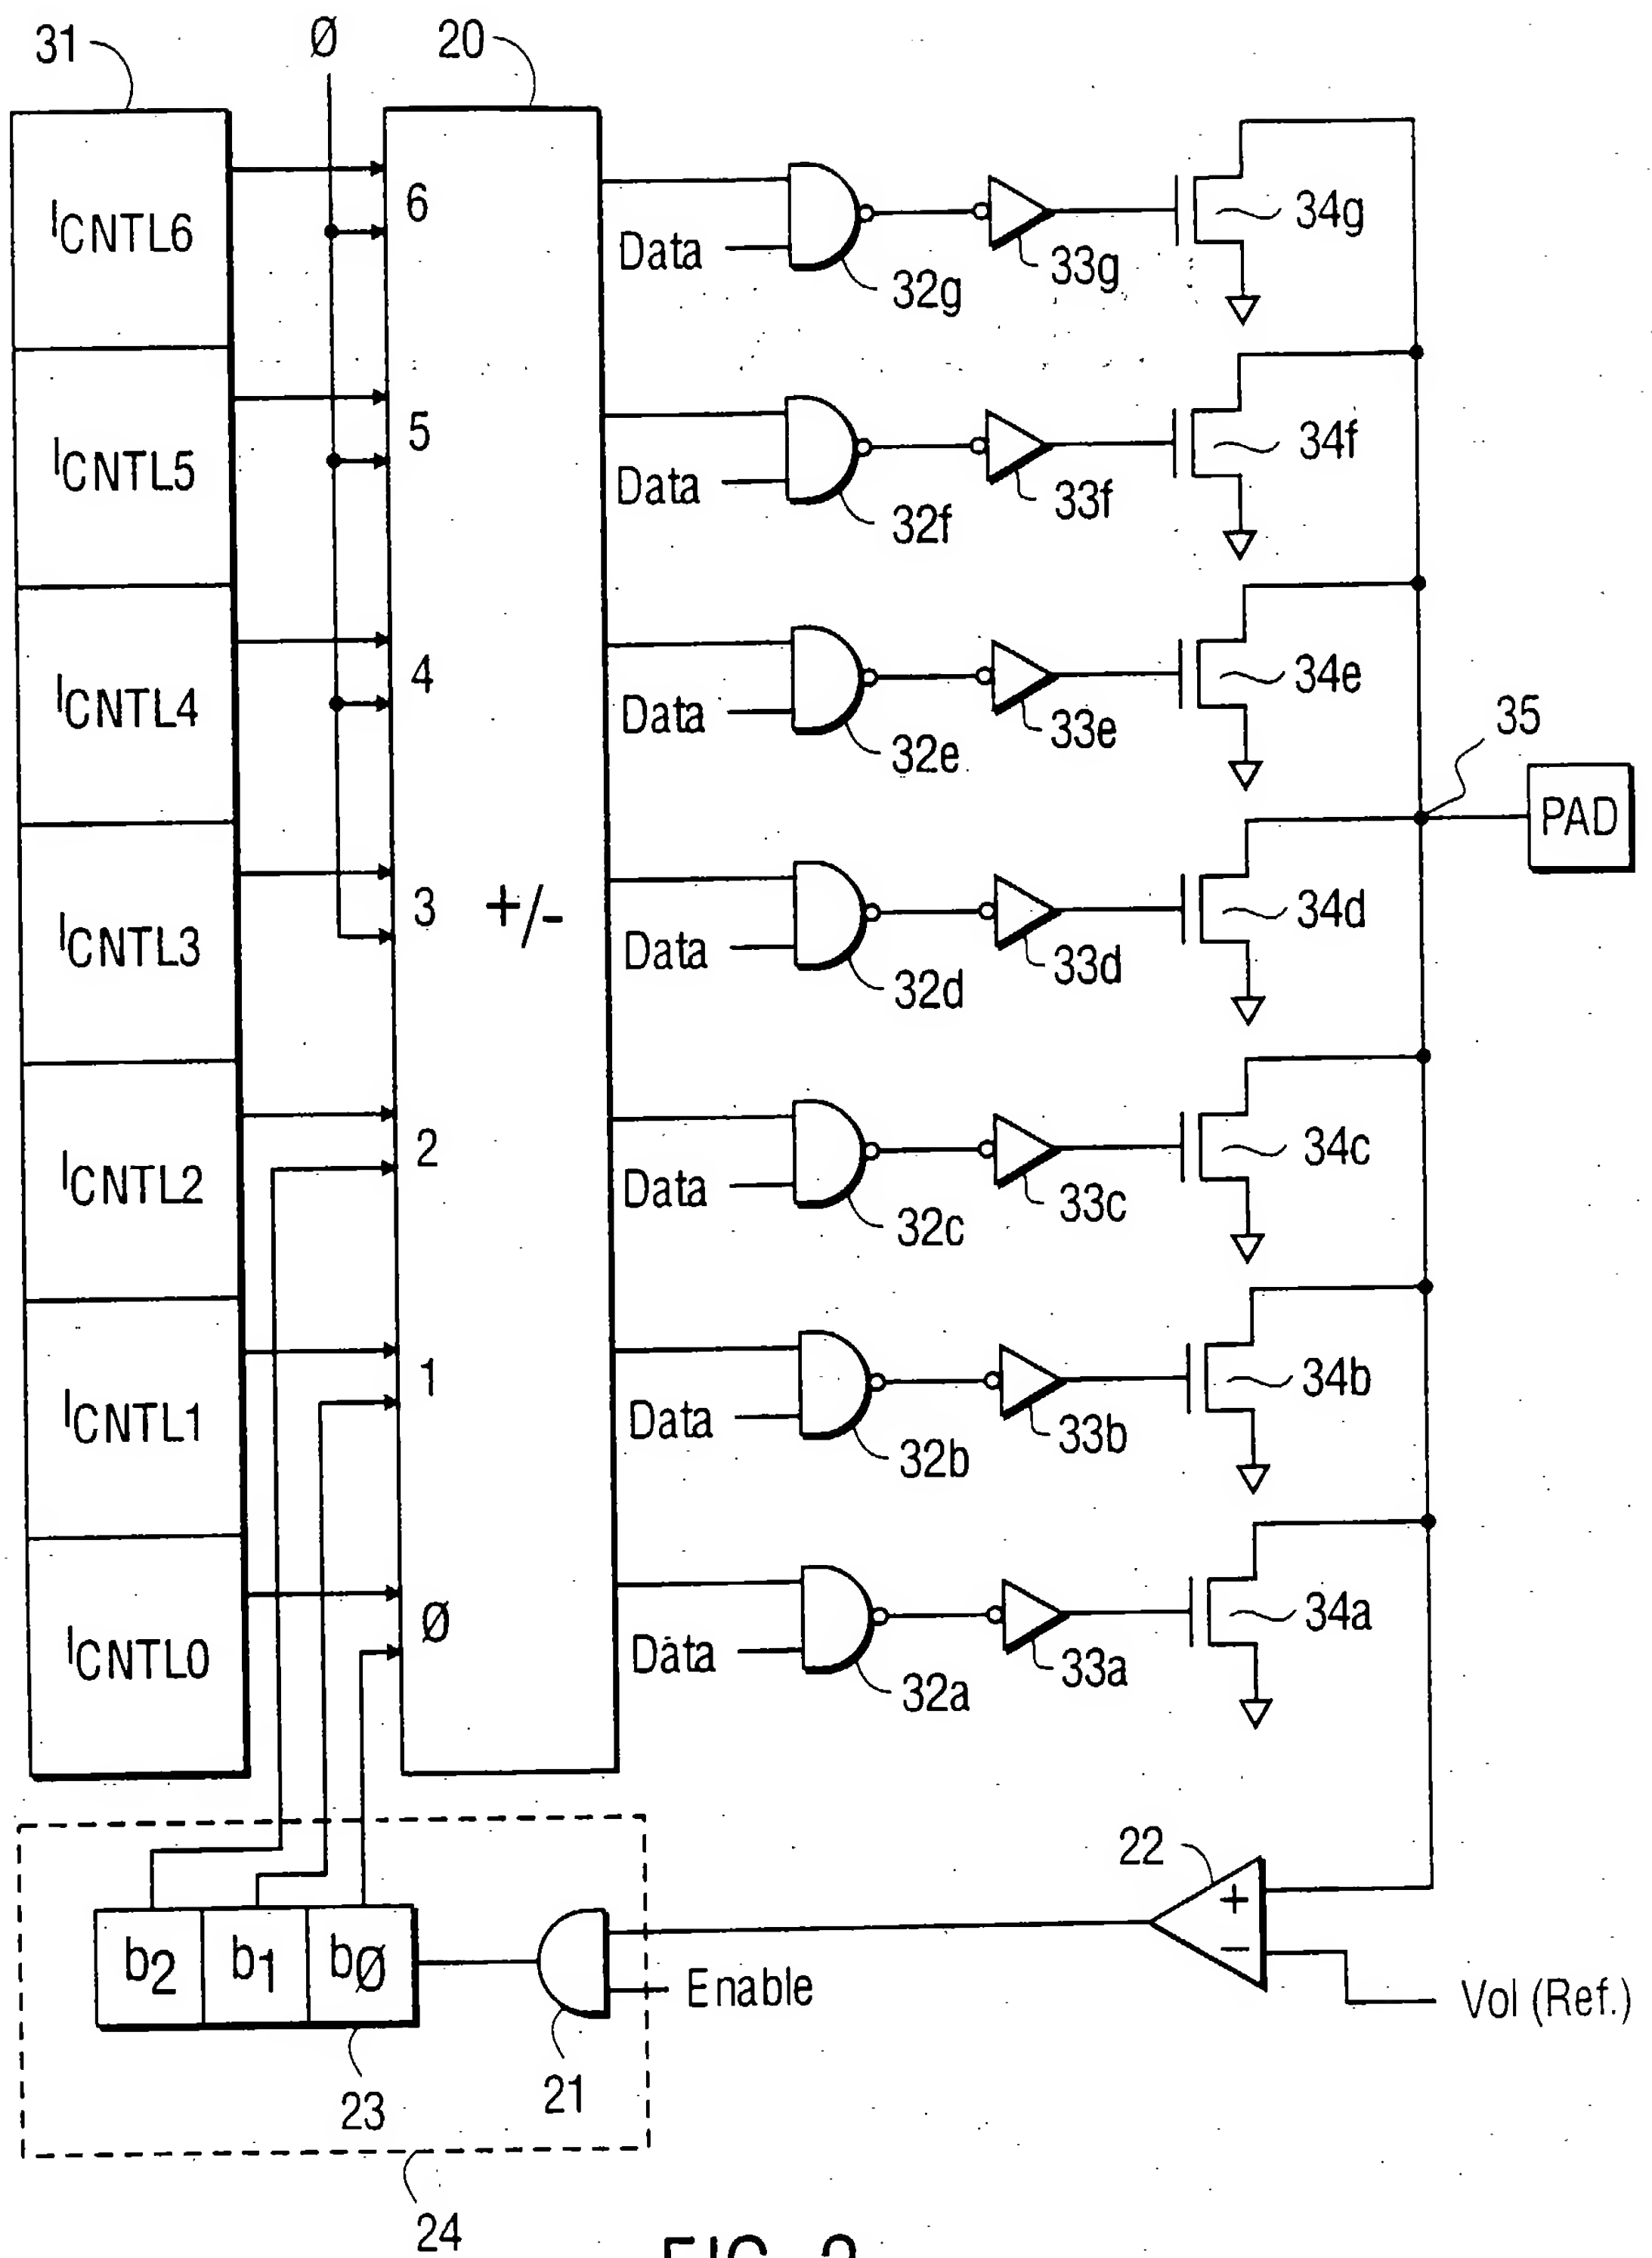 31
Ø
20
ICNTL6
6
Data
32g
33g
34g
ICNTL5
5
Data
32f
33f
34f
ICNTL4
4
Data
32e
33e
34e
35
PAD
ICNTL3
3
+/-
Data
32d
33d
34d
ICNTL2
2
Data
32c
33c
34c
ICNTL1
1
Data
32b
33b
34b
ICNTL0
Ø
Data
32a
33a
34a
22
+
−
b2 b1 bØ
Enable
Vol (Ref.)
23
21
24